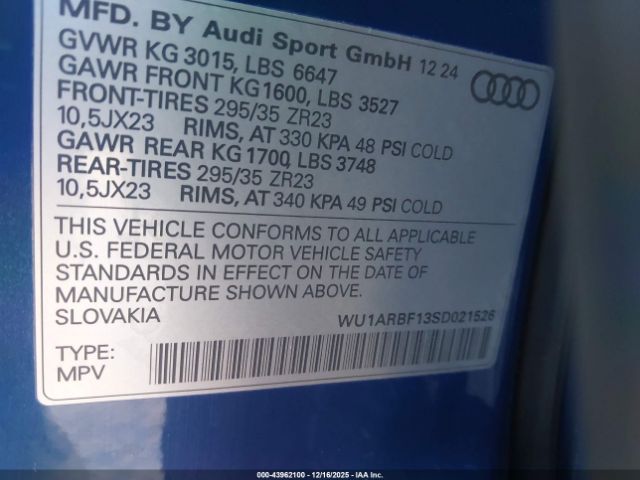 MFD. BY Audi Sport GmbH 12 24
GVWR KG 3015, LBS 6647
GAWR FRONT KG1600, LBS 3527
FRONT-TIRES 295/35 ZR23
10,5JX23 RIMS, AT 330 KPA 48 PSI COLD
GAWR REAR KG 1700, LBS 3748
REAR-TIRES 295/35 ZR23
10,5JX23 RIMS, AT 340 KPA 49 PSI COLD
THIS VEHICLE CONFORMS TO ALL APPLICABLE
U.S. FEDERAL MOTOR VEHICLE SAFETY
STANDARDS IN EFFECT ON THE DATE OF
MANUFACTURE SHOWN ABOVE.
SLOVAKIA WU1ARBF13SD021526
TYPE:
MPV
000-43962100 - 12/16/2025 - IAA Inc.